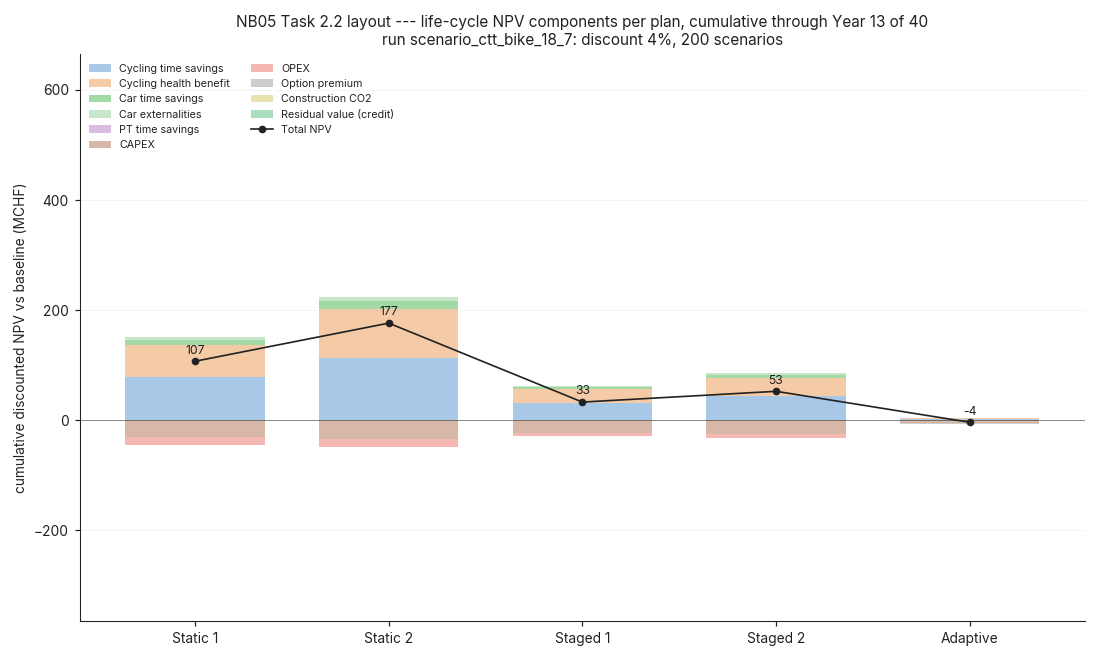 NB05 Task 2.2 layout --- life-cycle NPV components per plan, cumulative through Year 13 of 40
run scenario_ctt_bike_18_7: discount 4%, 200 scenarios
Cycling time savings
Cycling health benefit
Car time savings
Car externalities
PT time savings
CAPEX
OPEX
Option premium
Construction CO2
Residual value (credit)
Total NPV
cumulative discounted NPV vs baseline (MCHF)
600
400
200
0
−200
107
177
33
53
-4
Static 1
Static 2
Staged 1
Staged 2
Adaptive